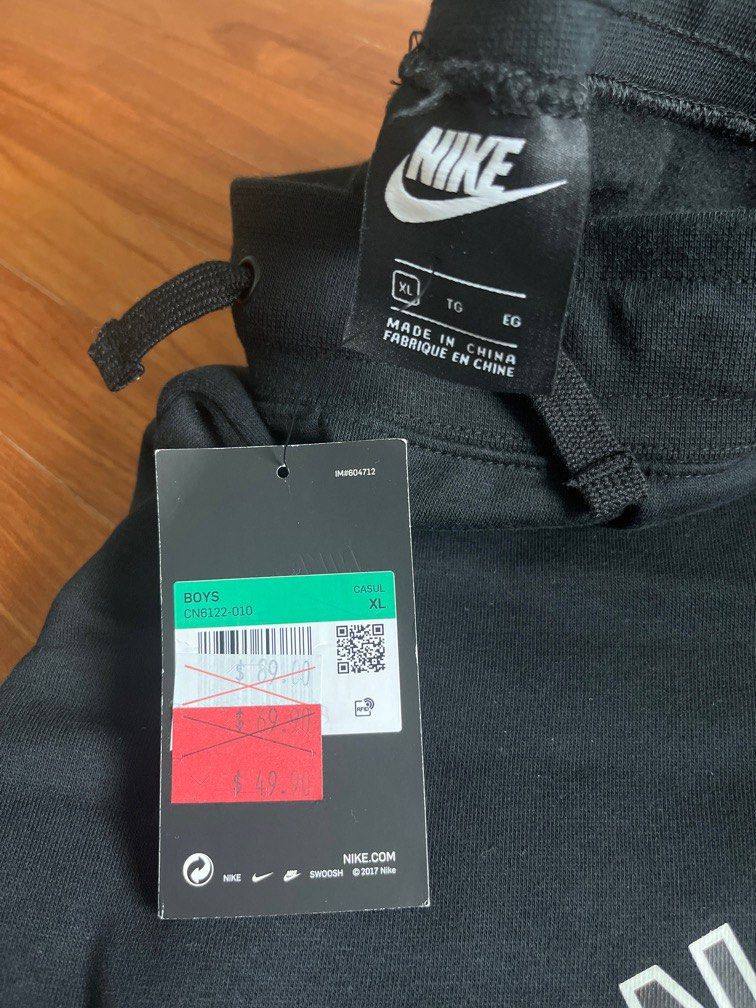 NIKE
XL TG EG
MADE IN CHINA
FABRIQUE EN CHINE
IM#604712
BOYS CASUL
CN6122-010 XL
$ 89.00
$ 69.90
$ 49.90
RFID
NIKE.COM
NIKE SWOOSH © 2017 Nike
N